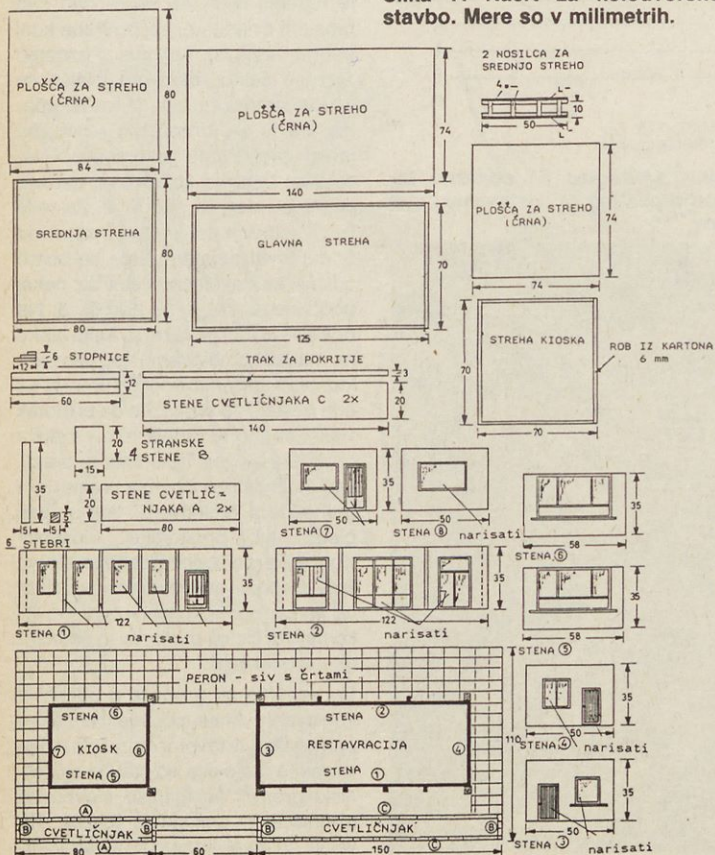 stavbo. Mere so v milimetrih.
PLOŠČA ZA STREHO
(ČRNA)
80
84
PLOŠČA ZA STREHO
(ČRNA)
74
140
2 NOSILCA ZA
SREDNJO STREHO
10
50
PLOŠČA ZA STREHO
(ČRNA)
74
74
SREDNJA STREHA
80
80
GLAVNA STREHA
70
125
STREHA KIOSKA
70
70
ROB IZ KARTONA
6 mm
6 STOPNICE
12
12
60
TRAK ZA POKRITJE
3
STENE CVETLIČNJAKA C 2x
20
140
35
5
5
5
6 STEBRI
20
15
4 STRANSKE
STENE B
STENE CVETLIČ=
NJAKA A 2x
20
80
35
50
50
STENA 7
STENA 8
narisati
35
58
STENA 6
35
122
STENA 1
narisati
35
122
STENA 2
narisati
35
58
STENA 5
PERON - siv s črtami
STENA 6
7
KIOSK
8
STENA 5
STENA 2
3
RESTAVRACIJA
4
STENA 1
110
A
C
B
CVETLIČNJAK
B
B
CVETLIČNJAK
B
A
C
80
60
150
35
50
STENA 4
narisati
35
50
STENA 3
narisati